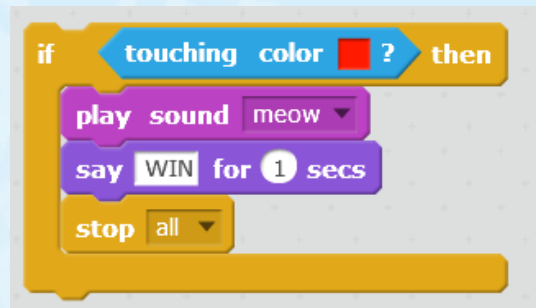 if touching color ? then
play sound meow
say WIN for 1 secs
stop all